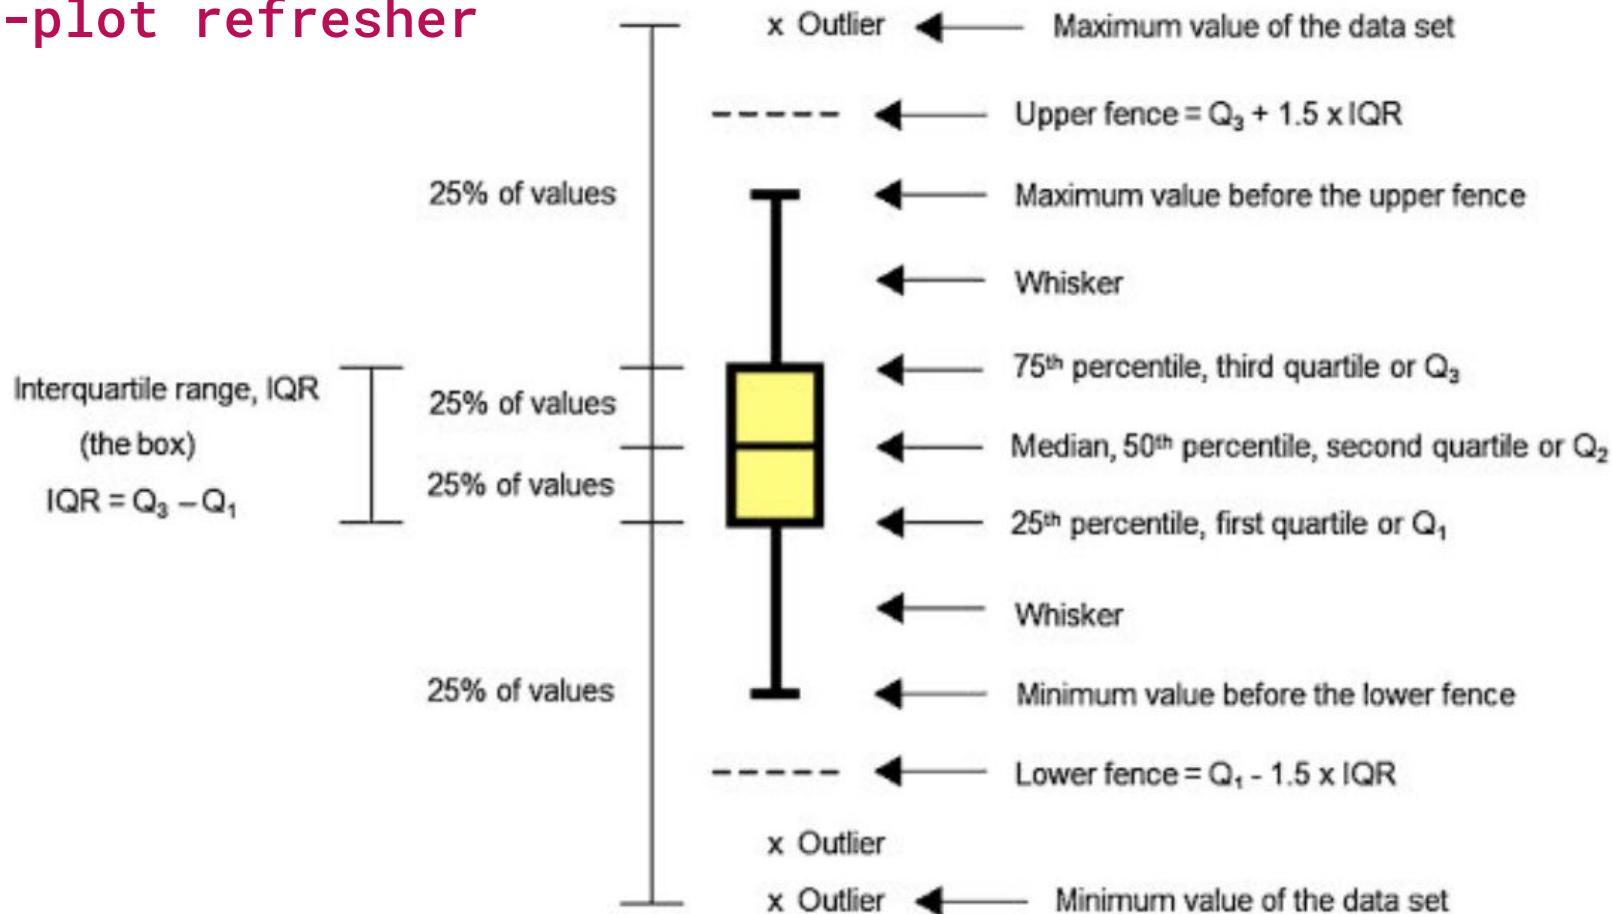 -plot refresher
x Outlier
Maximum value of the data set
Upper fence = Q₃ + 1.5 x IQR
25% of values
Maximum value before the upper fence
Whisker
75ᵗʰ percentile, third quartile or Q₃
Interquartile range, IQR
(the box)
IQR = Q₃ – Q₁
25% of values
Median, 50ᵗʰ percentile, second quartile or Q₂
25% of values
25ᵗʰ percentile, first quartile or Q₁
Whisker
25% of values
Minimum value before the lower fence
Lower fence = Q₁ - 1.5 x IQR
x Outlier
x Outlier
Minimum value of the data set